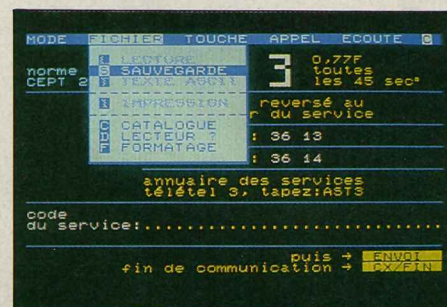 MODE FICHIER TOUCHE APPEL ECOUTE C
L LECTURE
S SAUVEGARDE
T TEXTE ASCII
I IMPRESSION
C CATALOGUE
D LECTEUR ?
F FORMATAGE
norme
CEPT 2
3
0,77F
toutes
les 45 sec*
reversé au
r du service
: 36 13
: 36 14
annuaire des services
télétel 3, tapez:AST3
code
du service:
puis → ENVOI
fin de communication → CX/FIN